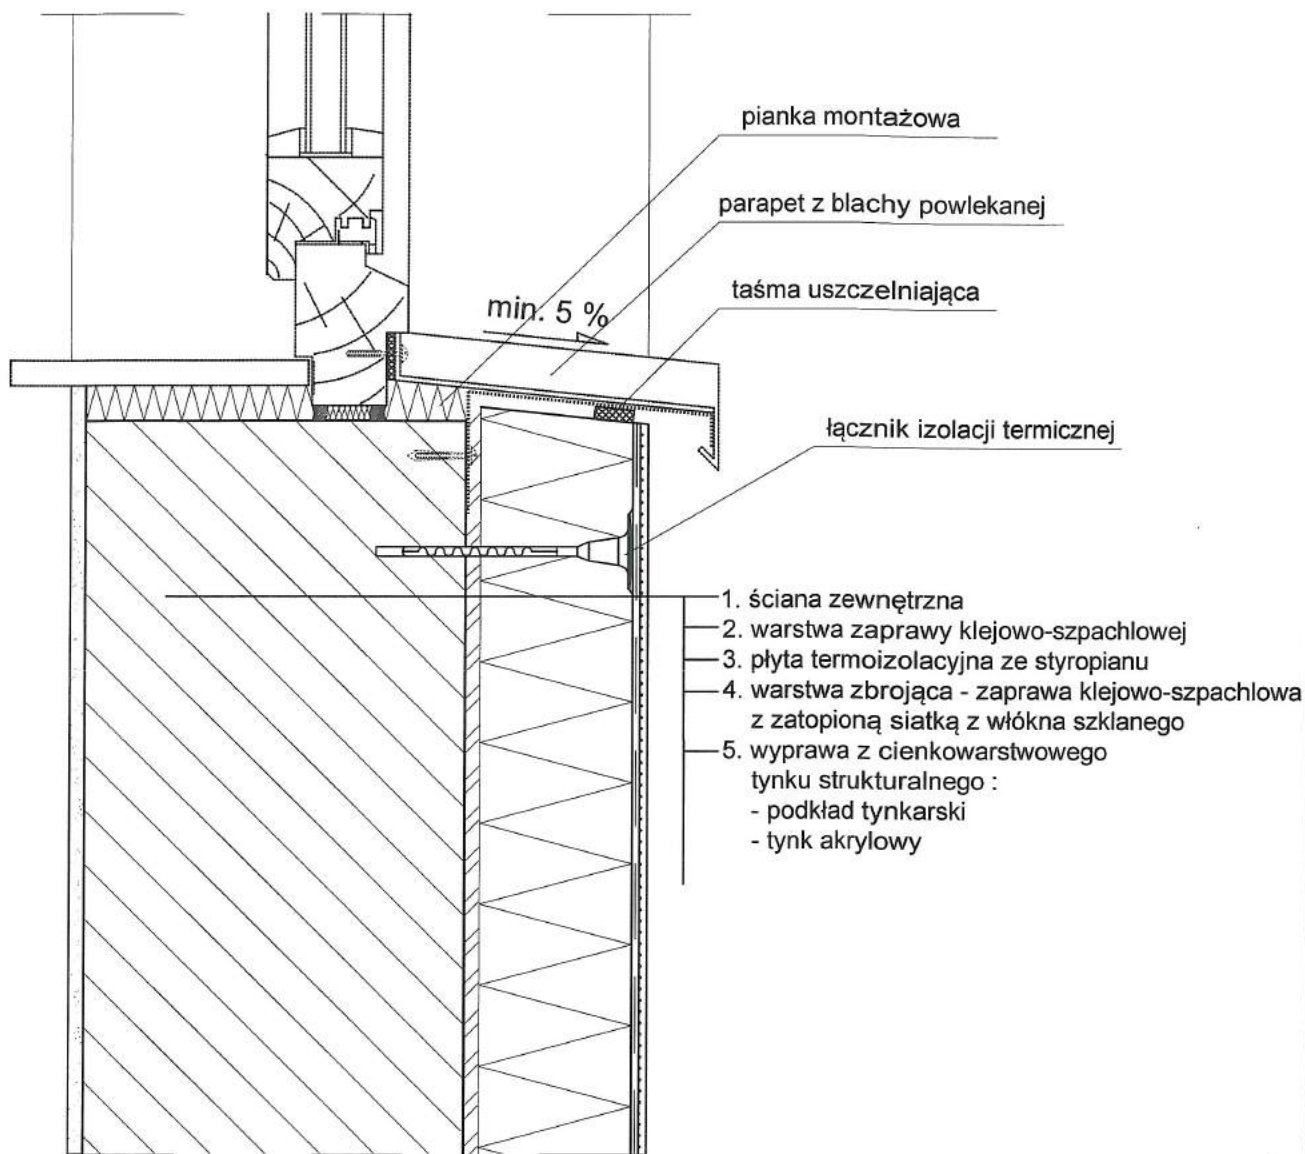 pianka montażowa
parapet z blachy powlekanej
taśma uszczelniająca
min. 5 %
łącznik izolacji termicznej
1. ściana zewnętrzna
2. warstwa zaprawy klejowo-szpachlowej
3. płyta termoizolacyjna ze styropianu
4. warstwa zbrojąca - zaprawa klejowo-szpachlowa
z zatopioną siatką z włókna szklanego
5. wyprawa z cienkowarstwowego
tynku strukturalnego :
- podkład tynkarski
- tynk akrylowy